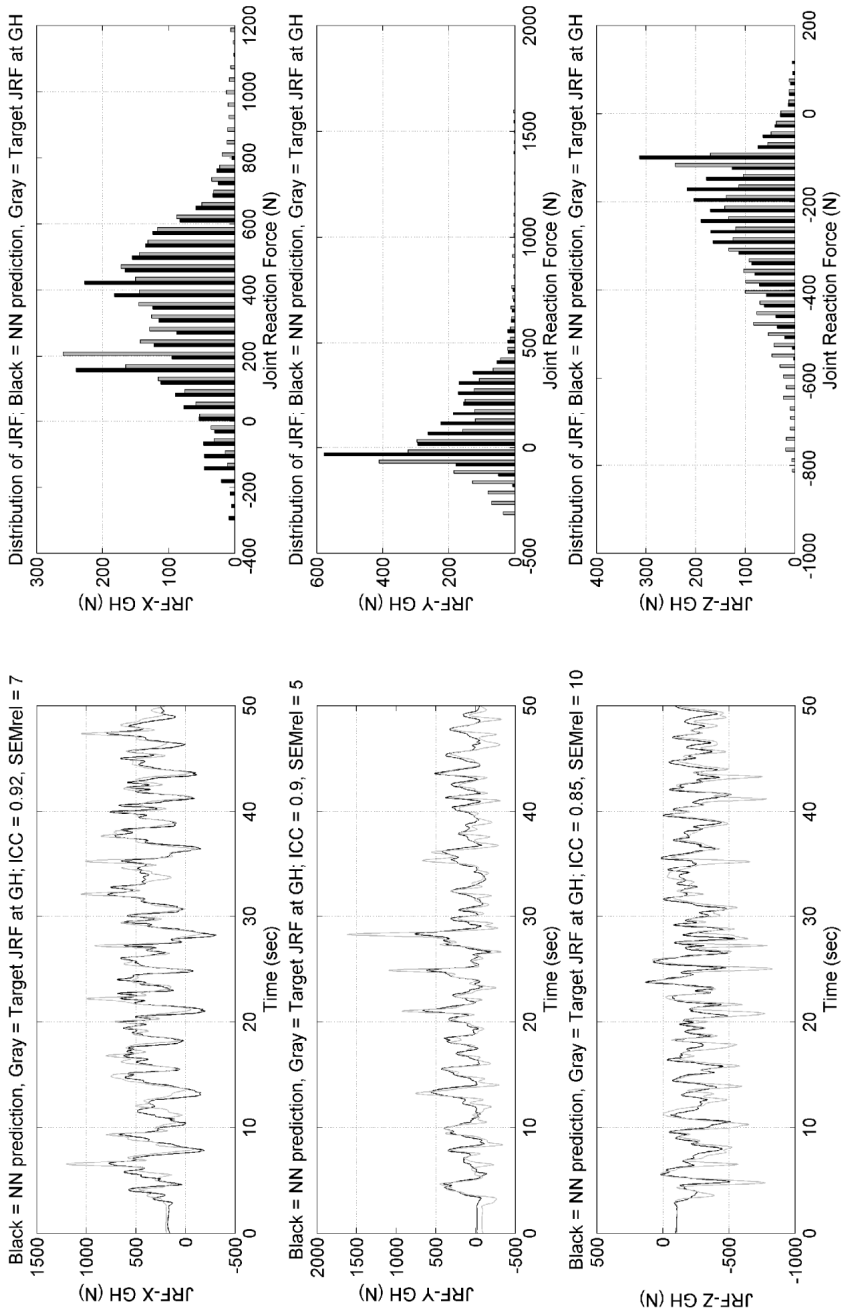 Black = NN prediction, Gray = Target JRF at GH; ICC = 0.92, SEMrel = 7
JRF-X GH (N)
1500
1000
500
0
-500
0 10 20 30 40 50
Time (sec)
Black = NN prediction, Gray = Target JRF at GH; ICC = 0.9, SEMrel = 5
JRF-Y GH (N)
2000
1500
1000
500
0
-500
0 10 20 30 40 50
Time (sec)
Black = NN prediction, Gray = Target JRF at GH; ICC = 0.85, SEMrel = 10
JRF-Z GH (N)
500
0
-500
-1000
0 10 20 30 40 50
Time (sec)
Distribution of JRF; Black = NN prediction, Gray = Target JRF at GH
JRF-X GH (N)
300
200
100
0
-400 -200 0 200 400 600 800 1000 1200
Joint Reaction Force (N)
Distribution of JRF; Black = NN prediction, Gray = Target JRF at GH
JRF-Y GH (N)
600
400
200
0
-500 0 500 1000 1500 2000
Joint Reaction Force (N)
Distribution of JRF; Black = NN prediction, Gray = Target JRF at GH
JRF-Z GH (N)
400
300
200
100
0
-1000 -800 -600 -400 -200 0 200
Joint Reaction Force (N)